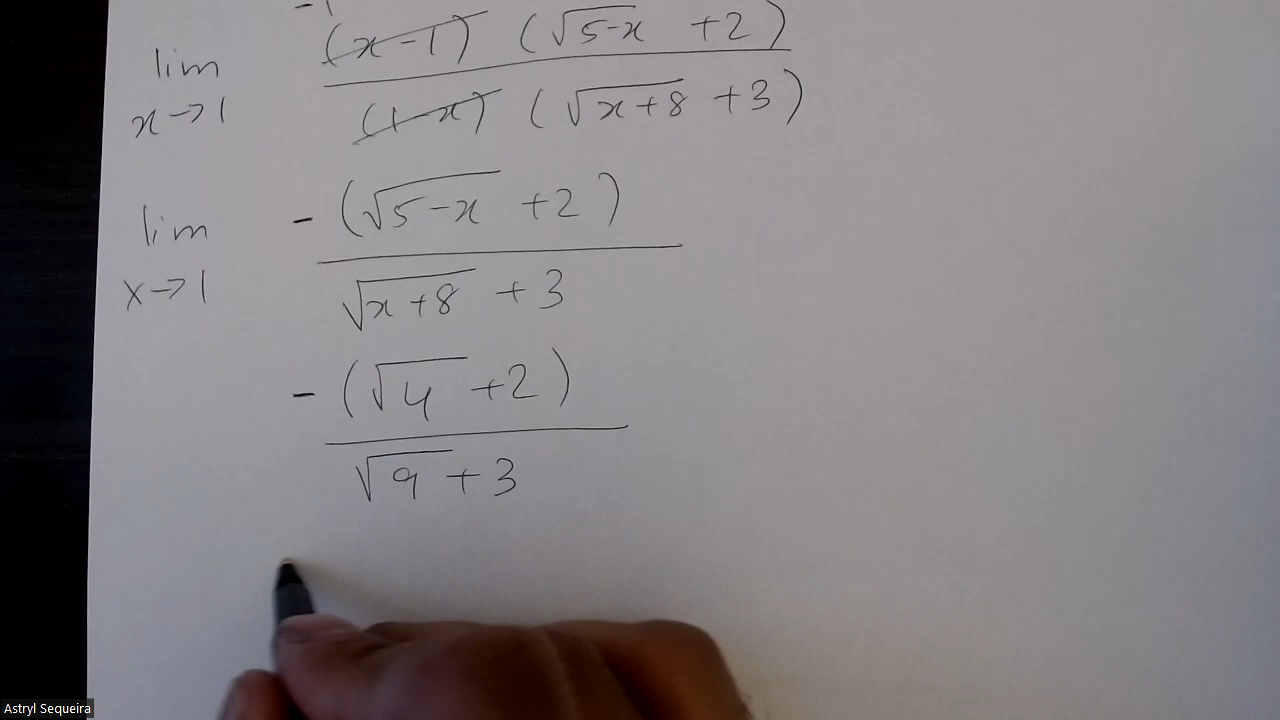 -1
lim x→1 (x-1) (√5-x +2)
(1-x) (√x+8 +3)
lim x→1 -(√5-x +2)
√x+8 +3
-(√4 +2)
√9 +3
Astryl Sequeira